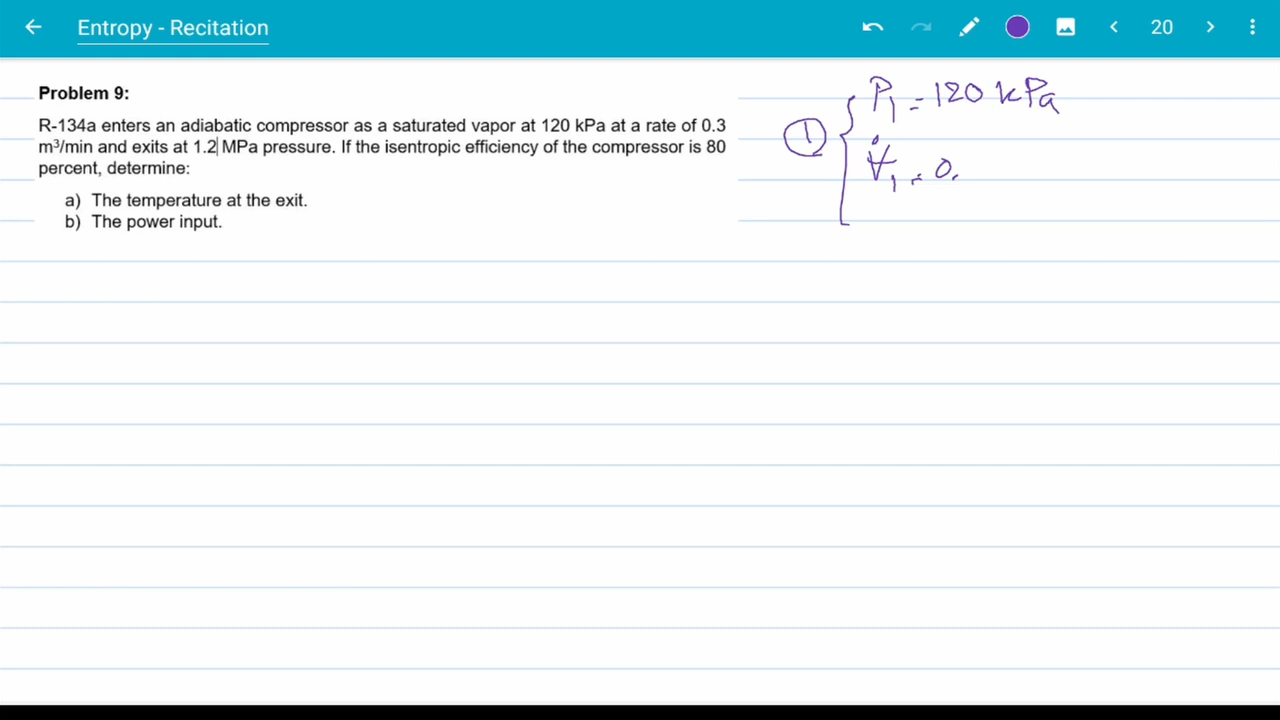 Entropy - Recitation
20
Problem 9:
R-134a enters an adiabatic compressor as a saturated vapor at 120 kPa at a rate of 0.3
m³/min and exits at 1.2 MPa pressure. If the isentropic efficiency of the compressor is 80
percent, determine:
a) The temperature at the exit.
b) The power input.
① P₁ = 120 kPa
V̶̇₁ = 0.